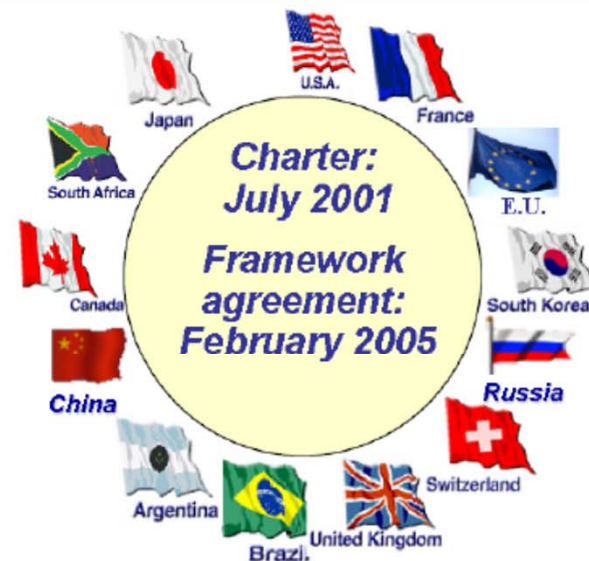 U.S.A.
France
Japan
E.U.
South Africa
South Korea
Canada
Russia
China
Switzerland
Argentina
United Kingdom
Brazil
Charter:
July 2001
Framework
agreement:
February 2005